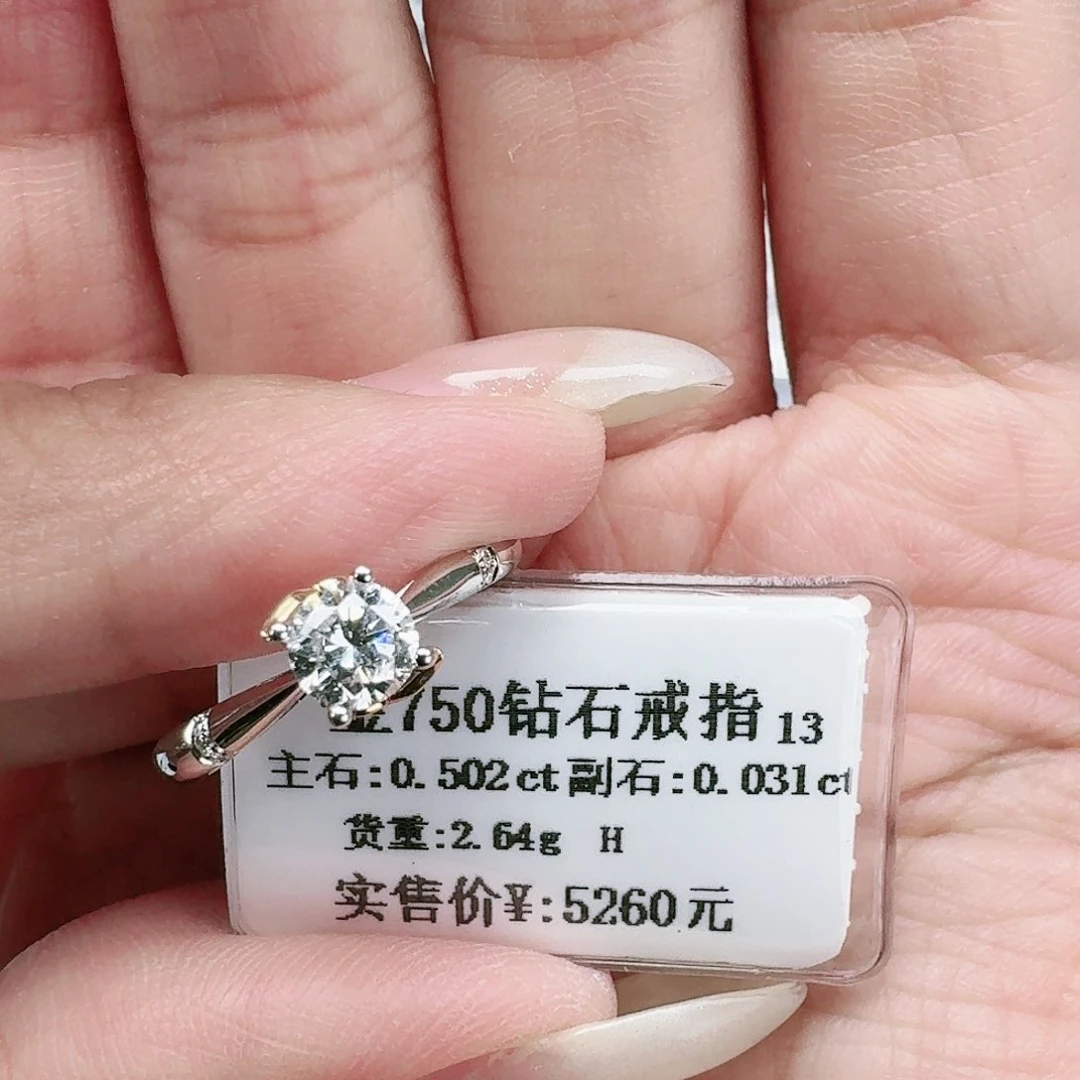 金750钻石戒指 13
主石:0.502ct 副石:0.031ct
货重:2.64g H
实售价¥:5260元